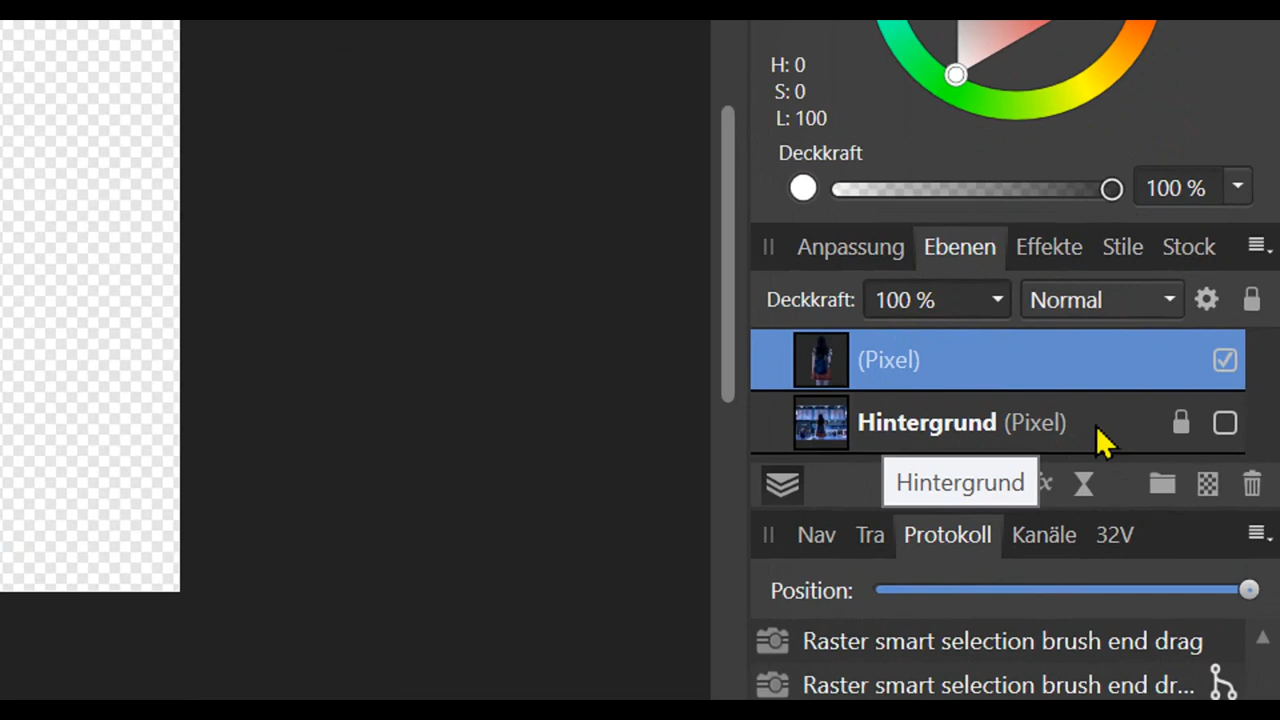 H: 0
S: 0
L: 100
Deckkraft
100 %
Anpassung Ebenen Effekte Stile Stock
Deckkraft: 100 % Normal
(Pixel)
Hintergrund (Pixel)
Hintergrund
Nav Tra Protokoll Kanäle 32V
Position:
Raster smart selection brush end drag
Raster smart selection brush end dr...